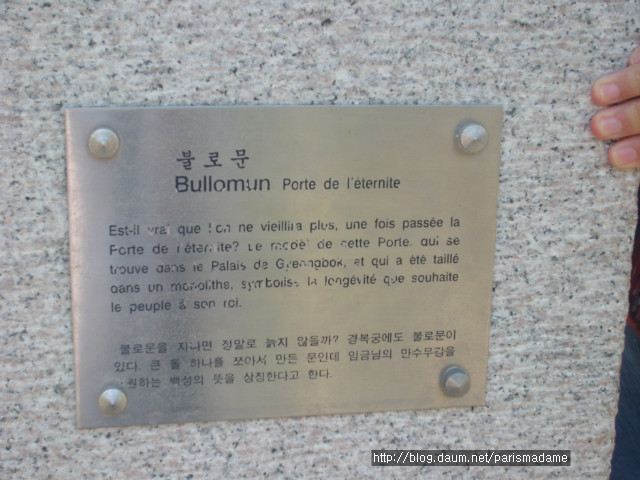 불로문
Bullomun Porte de l'éternite
Est-il vrai que l'on ne vieillira plus, une fois passée la
Porte de l'éternite? Le modèl de cette Porte, qui se
trouve dans le Palais de Gyeongbok, et qui a été taillé
dans un monolithe, symbolise la longévité que souhaite
le peuple à son roi.
불로문을 지나면 정말로 늙지 않을까? 경복궁에도 불로문이
있다. 큰 돌 하나를 쪼아서 만든 문인데 임금님의 만수무강을
원하는 백성의 뜻을 상징한다고 한다.
http://blog.daum.net/parismadame